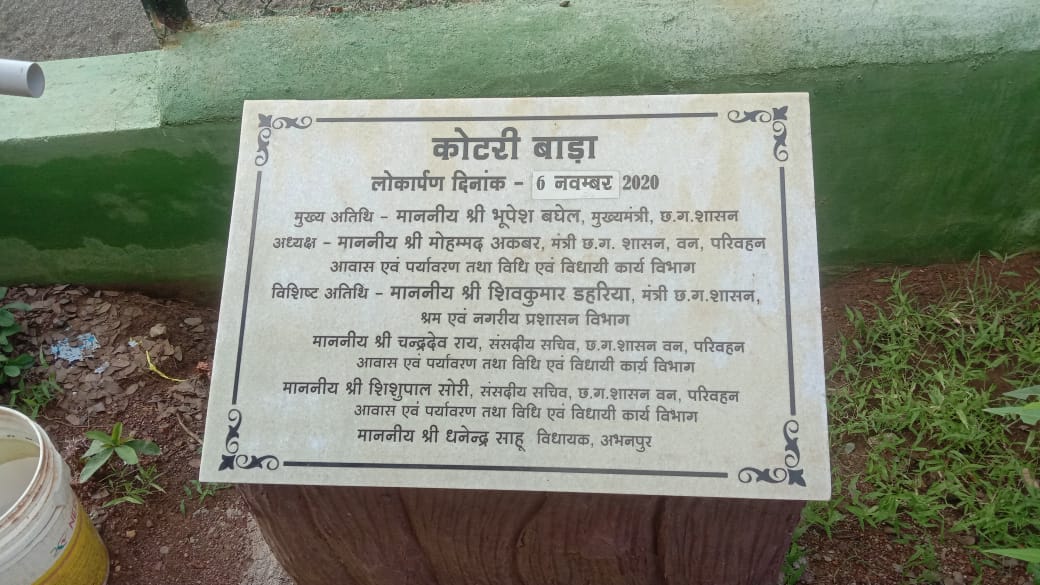 कोटरी बाड़ा
लोकार्पण दिनांक - 6 नवम्बर 2020
मुख्य अतिथि - माननीय श्री भूपेश बघेल, मुख्यमंत्री, छ.ग.शासन
अध्यक्ष - माननीय श्री मोहम्मद अकबर, मंत्री छ.ग. शासन, वन, परिवहन
आवास एवं पर्यावरण तथा विधि एवं विधायी कार्य विभाग
विशिष्ट अतिथि - माननीय श्री शिवकुमार डहरिया, मंत्री छ.ग.शासन,
श्रम एवं नगरीय प्रशासन विभाग
माननीय श्री चन्द्रदेव राय, संसदीय सचिव, छ.ग.शासन वन, परिवहन
आवास एवं पर्यावरण तथा विधि एवं विधायी कार्य विभाग
माननीय श्री शिशुपाल सोरी, संसदीय सचिव, छ.ग.शासन वन, परिवहन
आवास एवं पर्यावरण तथा विधि एवं विधायी कार्य विभाग
माननीय श्री धनेन्द्र साहू विधायक, अभनपुर